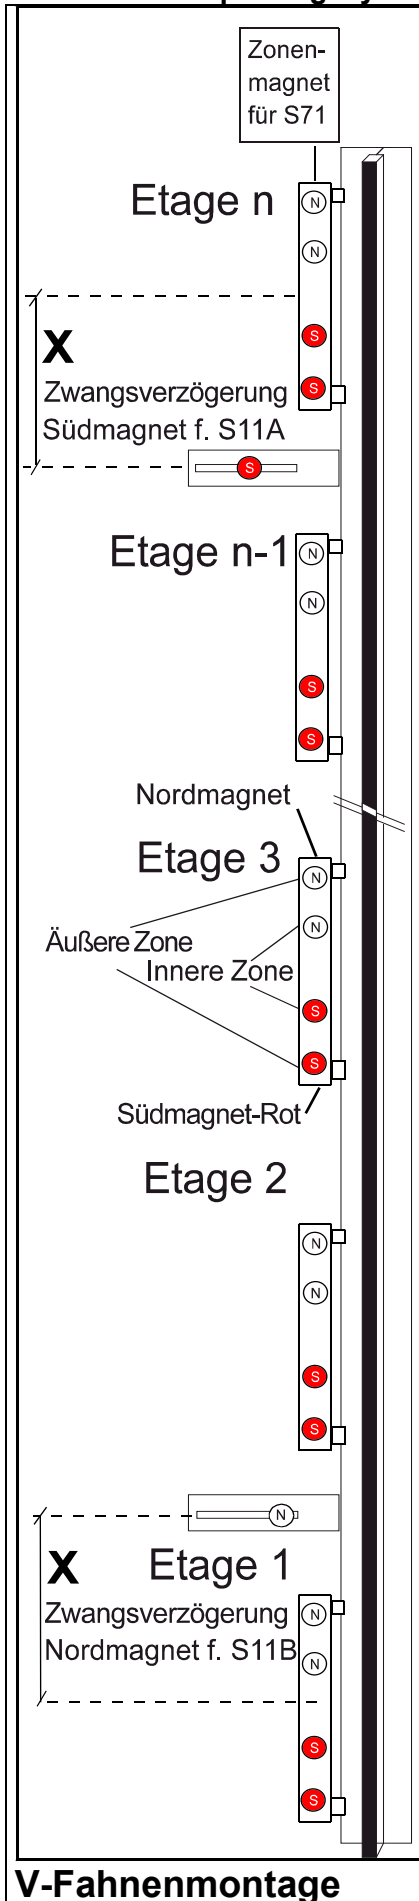 Zonen-
magnet
für S71
Etage n
N
N
S
X
S
Zwangsverzögerung
Südmagnet f. S11A
S
Etage n-1
N
N
S
S
Nordmagnet
Etage 3
N
N
Äußere Zone
Innere Zone
S
S
Südmagnet-Rot
Etage 2
N
N
S
S
N
X
Etage 1
Zwangsverzögerung
N
Nordmagnet f. S11B
N
S
S
V-Fahnenmontage